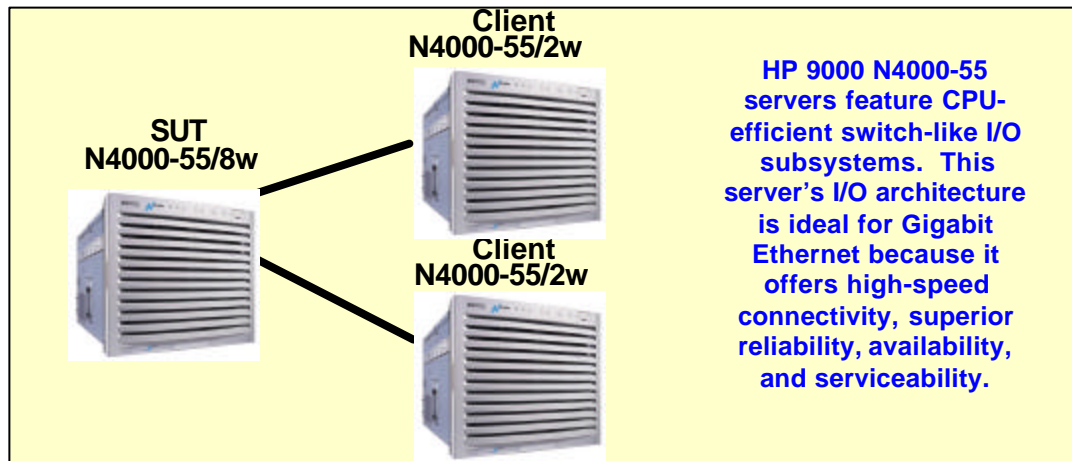 SUT
N4000-55/8w
Client
N4000-55/2w
Client
N4000-55/2w
HP 9000 N4000-55
servers feature CPU-
efficient switch-like I/O
subsystems.  This
server's I/O architecture
is ideal for Gigabit
Ethernet because it
offers high-speed
connectivity, superior
reliability, availability,
and serviceability.